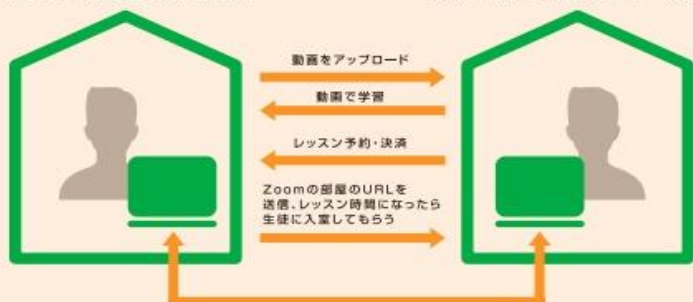 動画をアップロード
動画で学習
レッスン予約・決済
Zoomの部屋のURLを
送信、レッスン時間になったら
生徒に入室してもらう